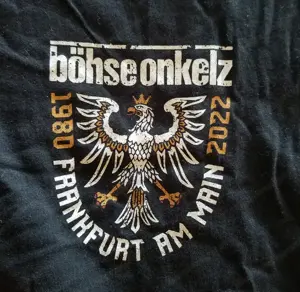 böhse onkelz
1980 FRANKFURT AM MAIN 2022